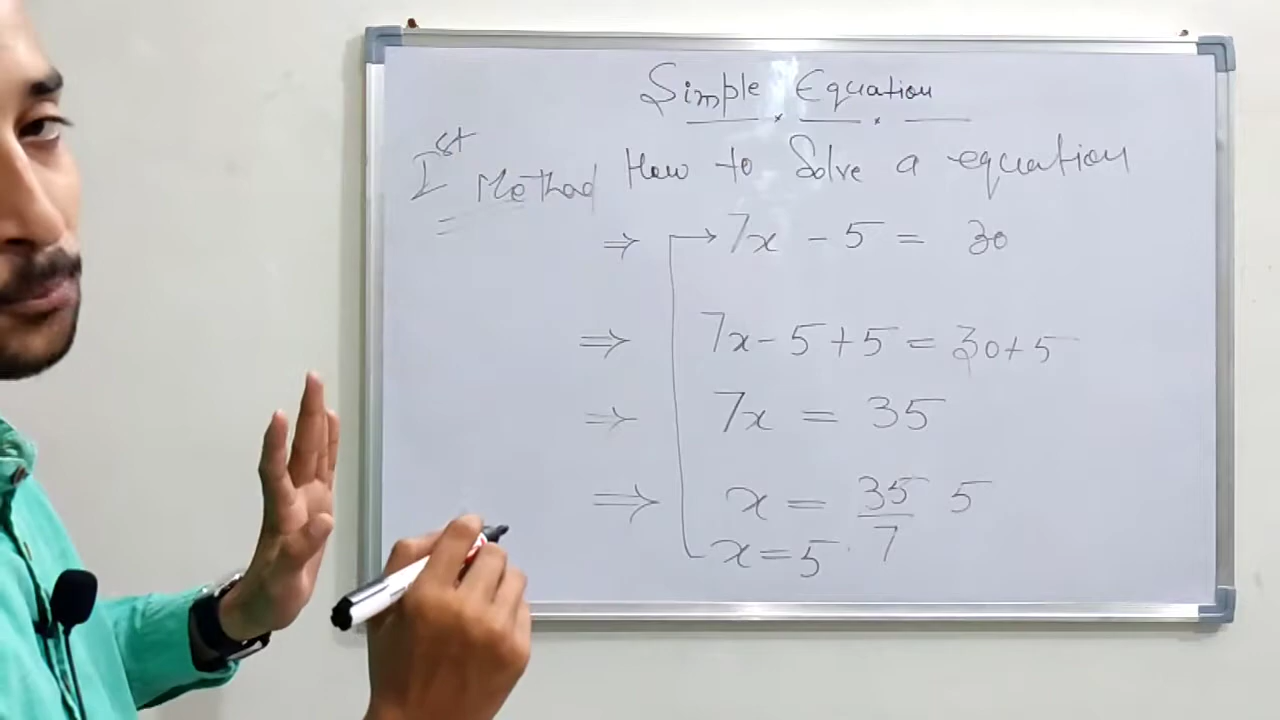 Simple Equation
Ist Method How to Solve a equation
⇒ 7x - 5 = 30
⇒ 7x - 5 + 5 = 30 + 5
⇒ 7x = 35
⇒ x = 35/7 5
x = 5